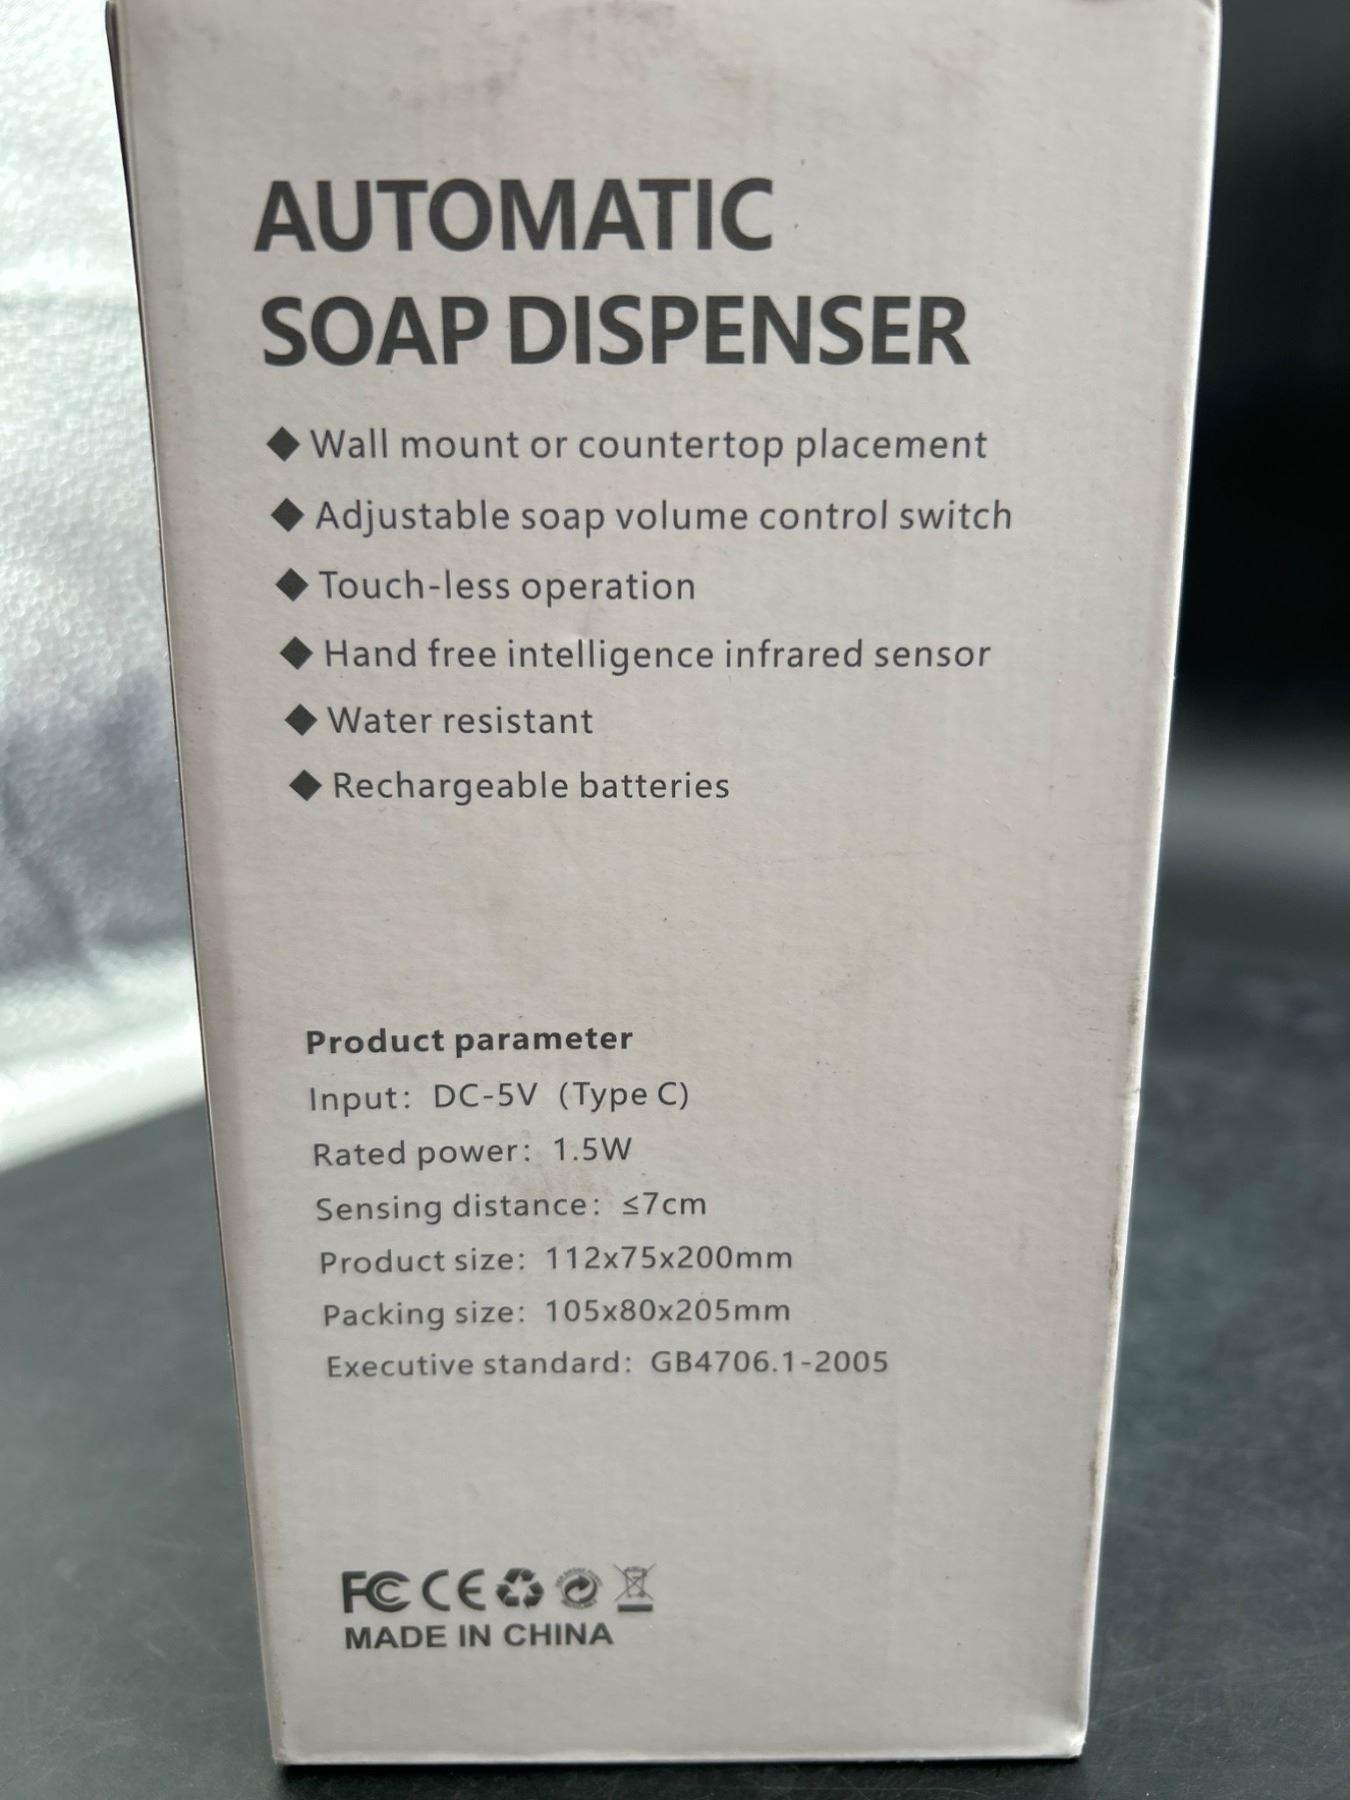 AUTOMATIC
SOAP DISPENSER
◆ Wall mount or countertop placement
◆ Adjustable soap volume control switch
◆ Touch-less operation
◆ Hand free intelligence infrared sensor
◆ Water resistant
◆ Rechargeable batteries
Product parameter
Input: DC-5V (Type C)
Rated power: 1.5W
Sensing distance: ≤7cm
Product size: 112x75x200mm
Packing size: 105x80x205mm
Executive standard: GB4706.1-2005
FC CE
MADE IN CHINA